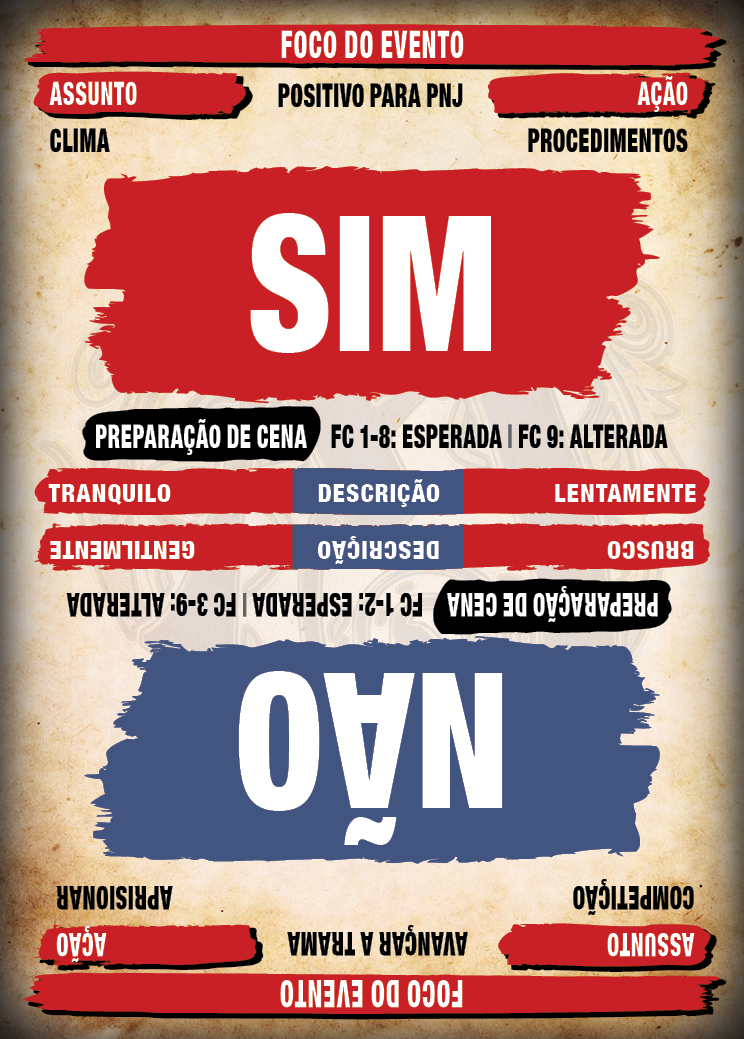 FOCO DO EVENTO
ASSUNTO POSITIVO PARA PNJ AÇÃO
CLIMA PROCEDIMENTOS
SIM
PREPARAÇÃO DE CENA FC 1-8: ESPERADA | FC 9: ALTERADA
TRANQUILO DESCRIÇÃO LENTAMENTE
BRUSCO DESCRIÇÃO GENTILMENTE
PREPARAÇÃO DE CENA FC 1-2: ESPERADA | FC 3-9: ALTERADA
NÃO
COMPETIÇÃO APRISIONAR
ASSUNTO AVANÇAR A TRAMA AÇÃO
FOCO DO EVENTO